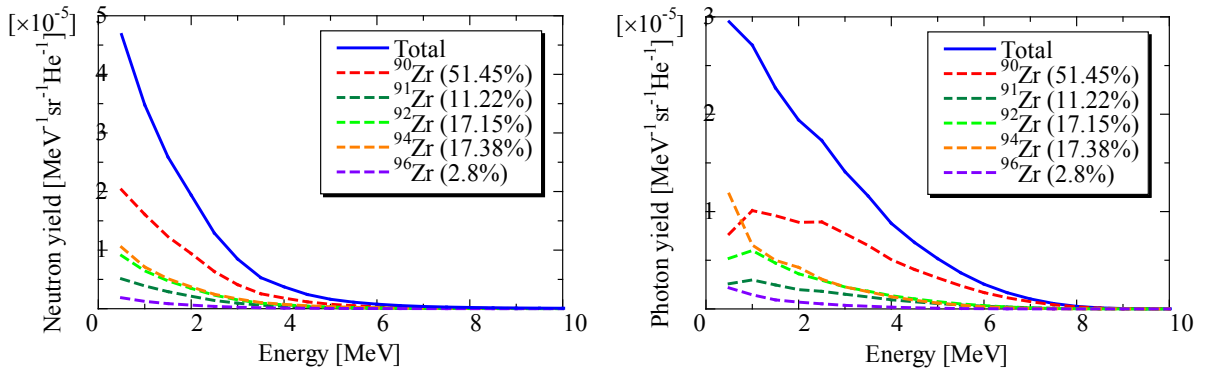 [×10⁻⁵]
5
4
3
2
1
Neutron yield [MeV⁻¹sr⁻¹He⁻¹]
Total
⁹⁰Zr (51.45%)
⁹¹Zr (11.22%)
⁹²Zr (17.15%)
⁹⁴Zr (17.38%)
⁹⁶Zr (2.8%)
0 2 4 6 8 10
Energy [MeV]
[×10⁻⁵]
3
2
1
Photon yield [MeV⁻¹sr⁻¹He⁻¹]
Total
⁹⁰Zr (51.45%)
⁹¹Zr (11.22%)
⁹²Zr (17.15%)
⁹⁴Zr (17.38%)
⁹⁶Zr (2.8%)
0 2 4 6 8 10
Energy [MeV]